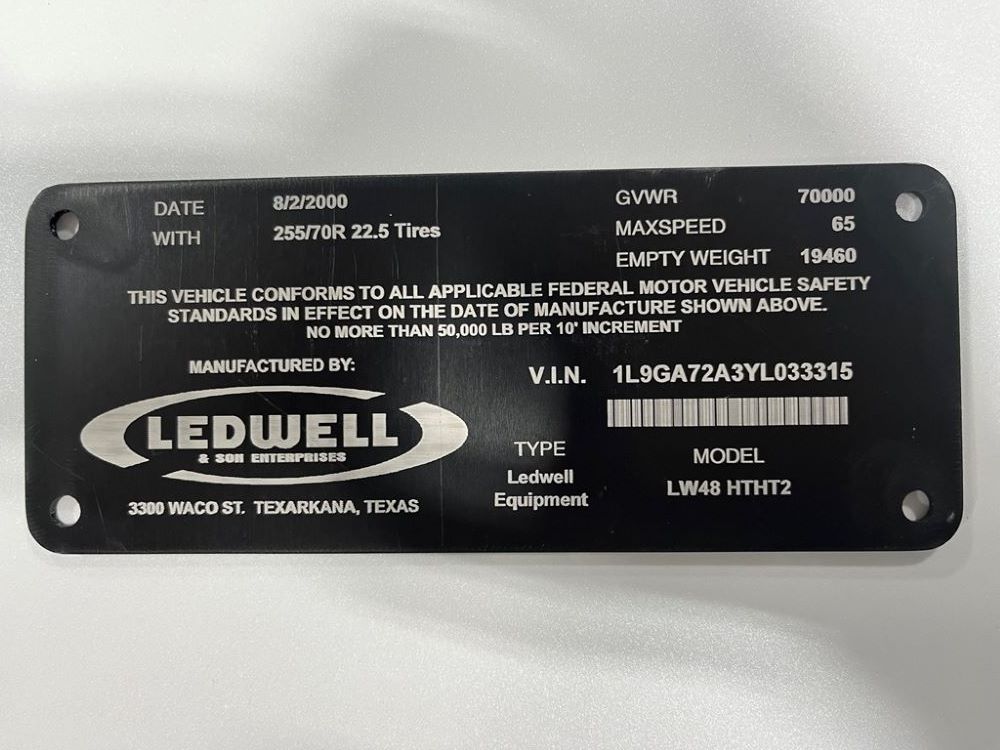 DATE 8/2/2000
WITH 255/70R 22.5 Tires
GVWR 70000
MAXSPEED 65
EMPTY WEIGHT 19460
THIS VEHICLE CONFORMS TO ALL APPLICABLE FEDERAL MOTOR VEHICLE SAFETY
STANDARDS IN EFFECT ON THE DATE OF MANUFACTURE SHOWN ABOVE.
NO MORE THAN 50,000 LB PER 10' INCREMENT
MANUFACTURED BY:
LEDWELL
& SON ENTERPRISES
3300 WACO ST. TEXARKANA, TEXAS
V.I.N. 1L9GA72A3YL033315
TYPE
Ledwell
Equipment
MODEL
LW48 HTHT2